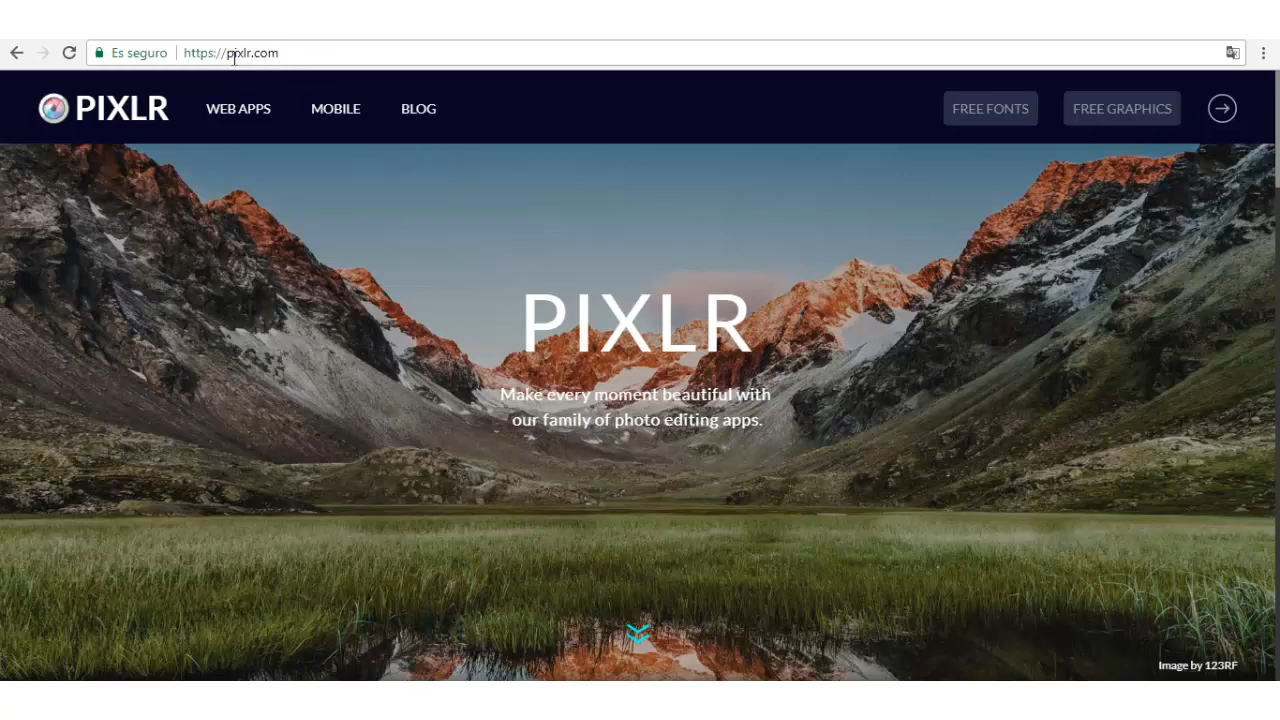 Es seguro https://pixlr.com
PIXLR WEB APPS MOBILE BLOG FREE FONTS FREE GRAPHICS
PIXLR
Make every moment beautiful with
our family of photo editing apps.
Image by 123RF